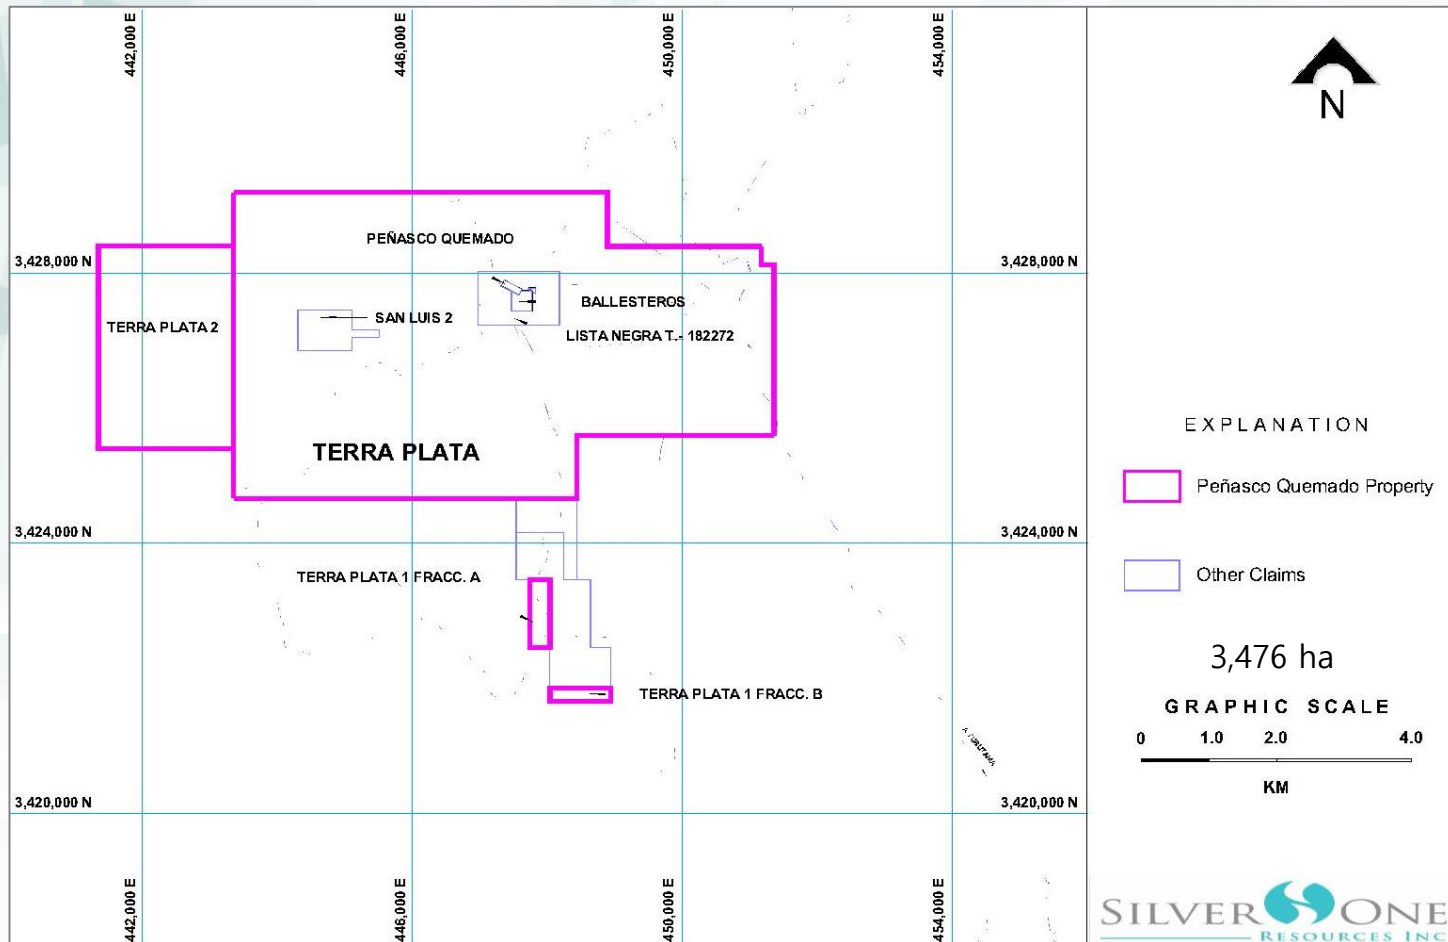 442,000 E
446,000 E
450,000 E
454,000 E
N
PEÑASCO QUEMADO
3,428,000 N
3,428,000 N
BALLESTEROS
SAN LUIS 2
TERRA PLATA 2
LISTA NEGRA T.- 182272
TERRA PLATA
EXPLANATION
Peñasco Quemado Property
3,424,000 N
3,424,000 N
TERRA PLATA 1 FRACC. A
Other Claims
3,476 ha
TERRA PLATA 1 FRACC. B
GRAPHIC SCALE
0 1.0 2.0 4.0
KM
3,420,000 N
3,420,000 N
442,000 E
446,000 E
450,000 E
454,000 E
SILVER ONE
RESOURCES INC